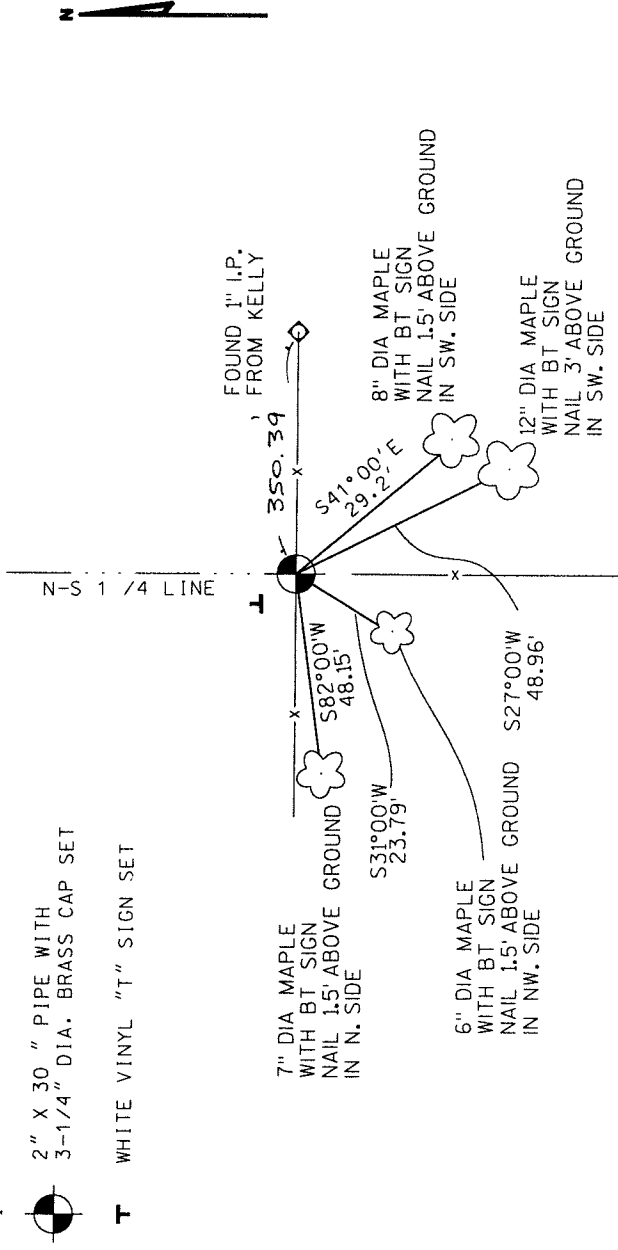 N
2" X 30 " PIPE WITH
3-1/4" DIA. BRASS CAP SET
T
WHITE VINYL "T" SIGN SET
N-S 1 /4 LINE
T
FOUND 1" I.P.
FROM KELLY
350.39'
x
x
x
S82°00'W
48.15'
7" DIA MAPLE
WITH BT SIGN
NAIL 1.5' ABOVE GROUND
IN N. SIDE
S31°00'W
23.79'
6" DIA MAPLE
WITH BT SIGN
NAIL 1.5' ABOVE GROUND
IN NW. SIDE
S41°00'E
29.2'
8" DIA MAPLE
WITH BT SIGN
NAIL 1.5' ABOVE GROUND
IN SW. SIDE
S27°00'W
48.96'
12" DIA MAPLE
WITH BT SIGN
NAIL 3' ABOVE GROUND
IN SW. SIDE